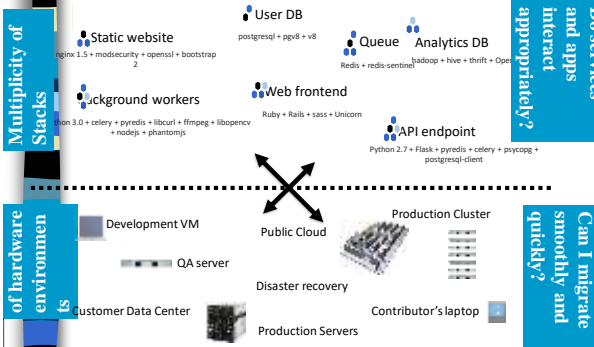 Multiplicity of
Stacks
Static website
nginx 1.5 + modsecurity + openssl + bootstrap
2
User DB
postgresql + pgv8 + v8
Queue
Redis + redis-sentinel
Analytics DB
hadoop + hive + thrift +
and apps
interact
appropriately?
workers
3.0 + celery + pyredis + libcurl + ffmpeg + libopencv
+ nodejs + phantomjs
Web frontend
Ruby + Rails + sass + Unicorn
API endpoint
Python 2.7 + Flask + pyredis + celery + psycopg +
postgresql-client
of hardware
environmen
ts
Development VM
QA server
Public Cloud
Production Cluster
Disaster recovery
Customer Data Center
Production Servers
Contributor's laptop
Can I migrate
smoothly and
quickly?